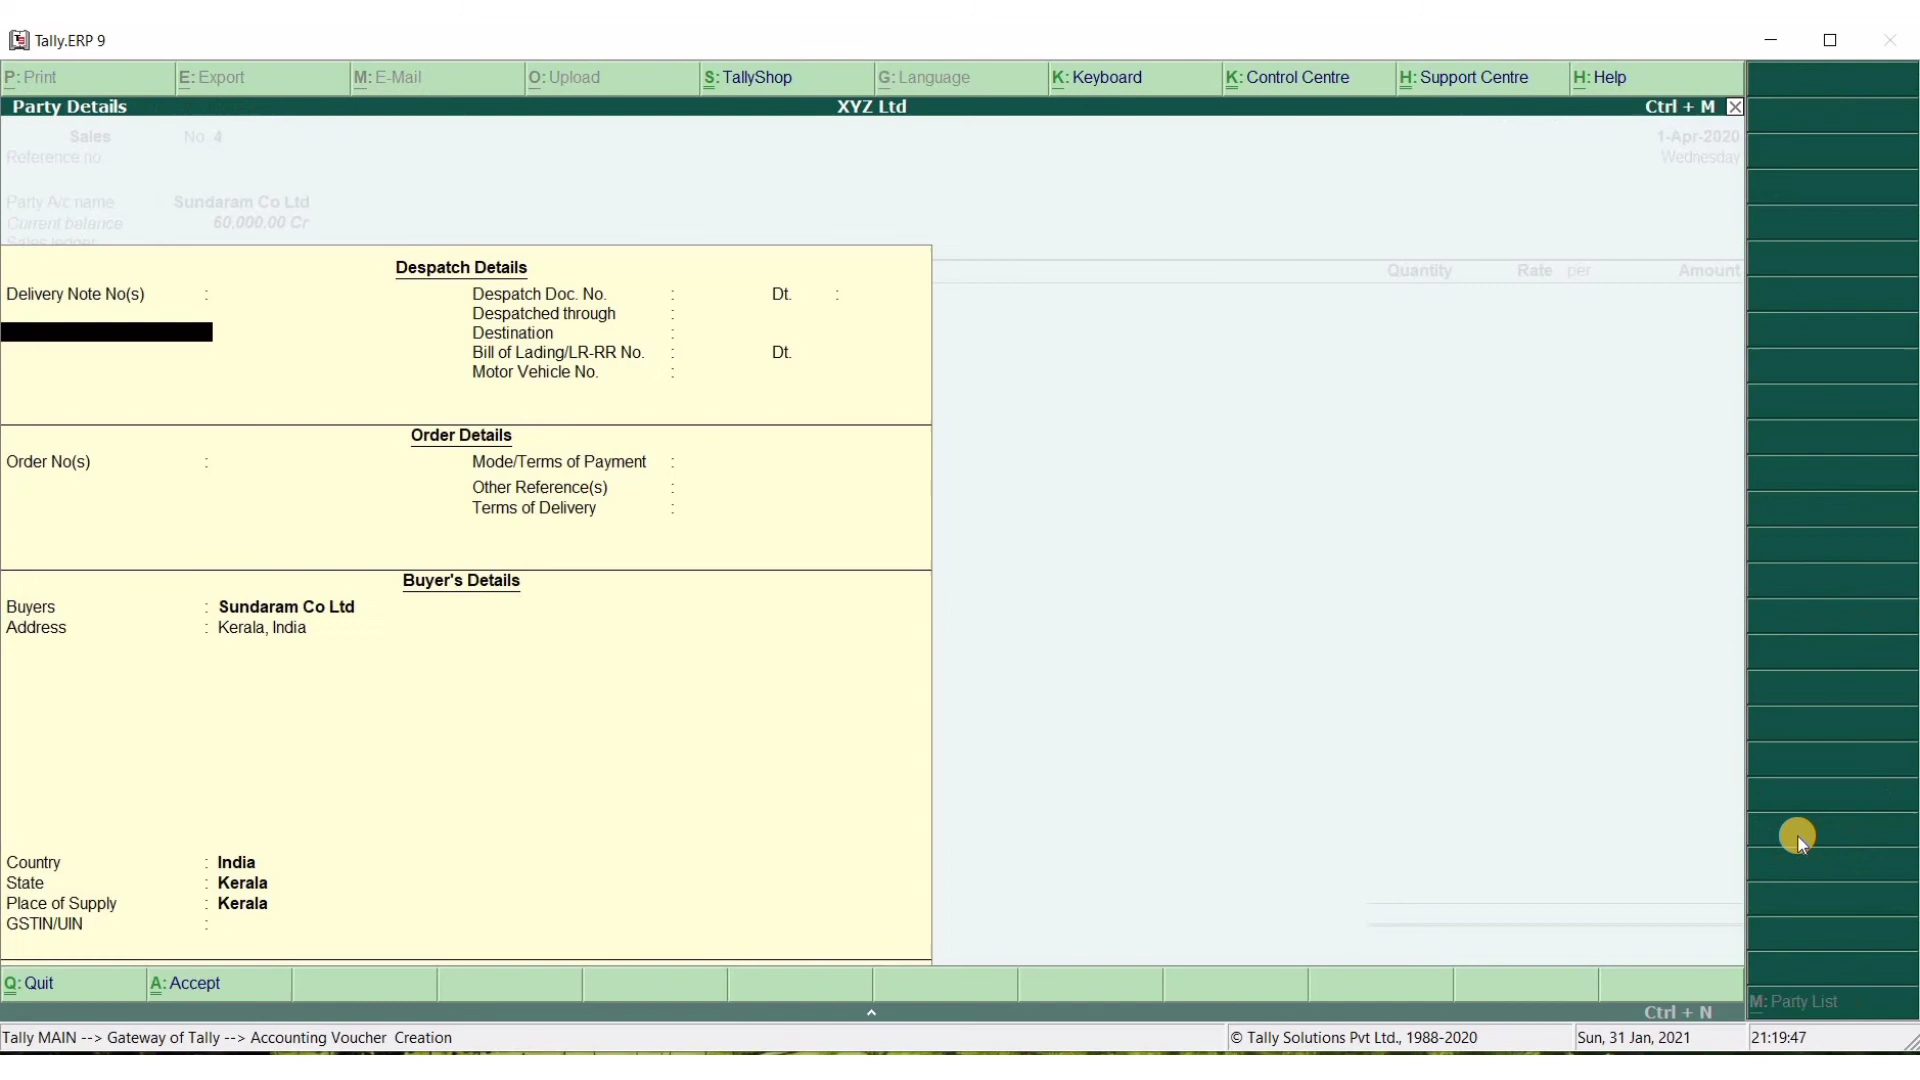 Tally.ERP 9
P: Print E: Export M: E-Mail O: Upload S: TallyShop G: Language K: Keyboard K: Control Centre H: Support Centre H: Help
Party Details XYZ Ltd Ctrl + M
Sales No. 4 1-Apr-2020
Reference no. Wednesday
Party A/c name : Sundaram Co Ltd
Current balance : 60,000.00 Cr
Sales ledger
Quantity Rate per Amount
Despatch Details
Delivery Note No(s) : Despatch Doc. No. : Dt. :
Despatched through :
Destination :
Bill of Lading/LR-RR No. : Dt.
Motor Vehicle No. :
Order Details
Order No(s) : Mode/Terms of Payment :
Other Reference(s) :
Terms of Delivery :
Buyer's Details
Buyers : Sundaram Co Ltd
Address : Kerala, India
Country : India
State : Kerala
Place of Supply : Kerala
GSTIN/UIN :
Q: Quit A: Accept
M: Party List
Ctrl + N
Tally MAIN --> Gateway of Tally --> Accounting Voucher Creation © Tally Solutions Pvt Ltd., 1988-2020 Sun, 31 Jan, 2021 21:19:47